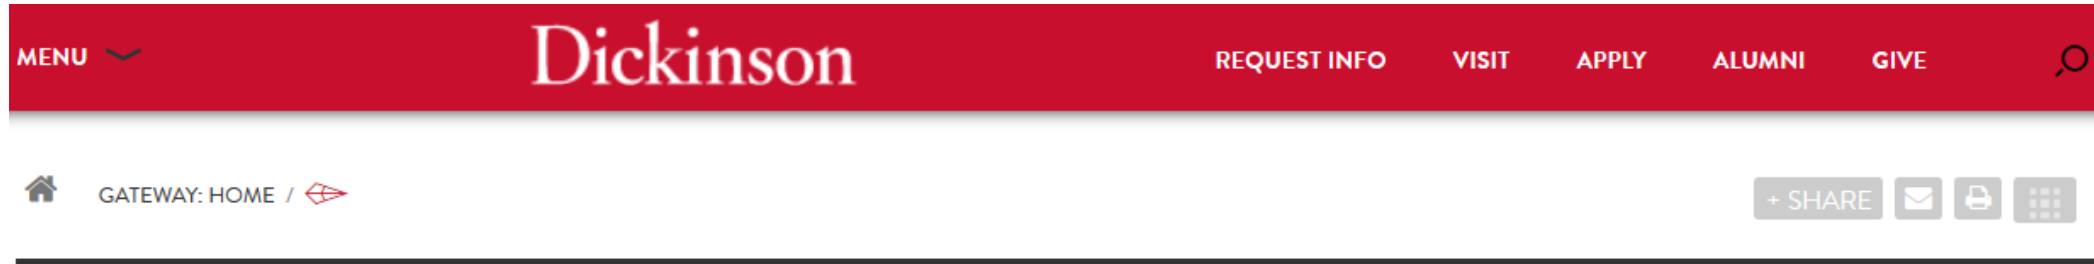 MENU
Dickinson
REQUEST INFO VISIT APPLY ALUMNI GIVE
GATEWAY: HOME /
+ SHARE